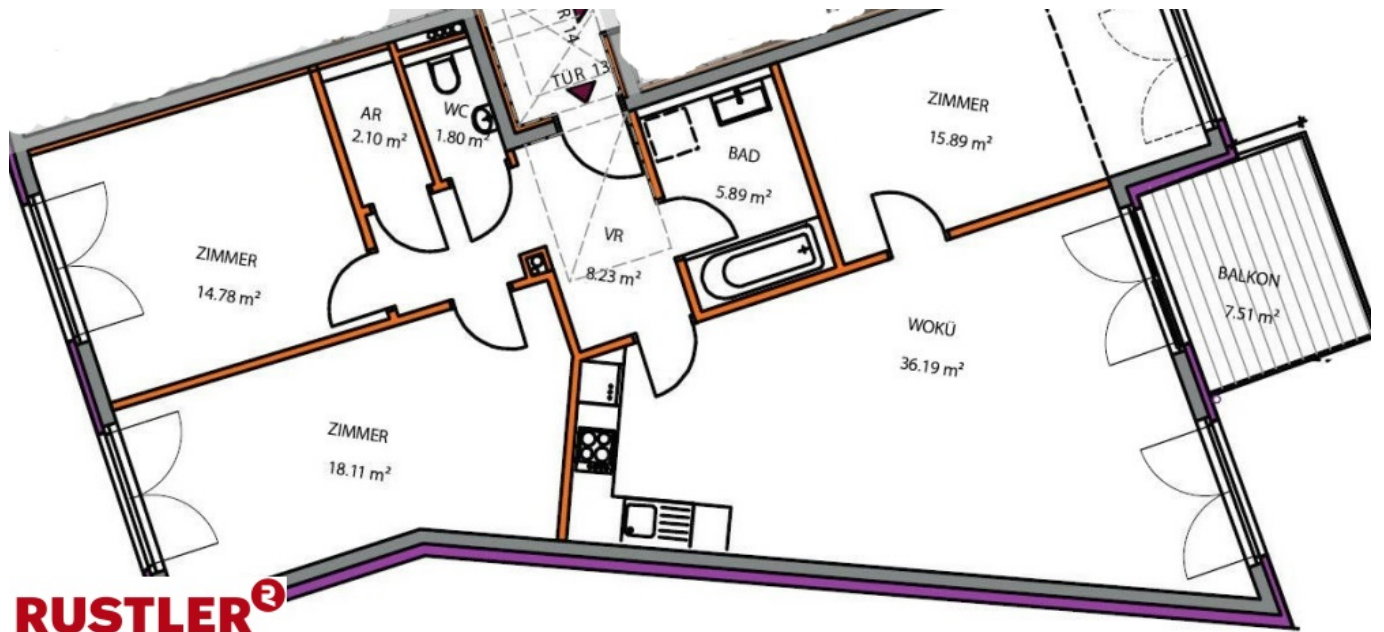 R 14
TÜR 13
AR
2.10 m²
WC
1.80 m²
ZIMMER
15.89 m²
BAD
5.89 m²
VR
8.23 m²
ZIMMER
14.78 m²
BALKON
7.51 m²
WOKÜ
36.19 m²
ZIMMER
18.11 m²
RUSTLER